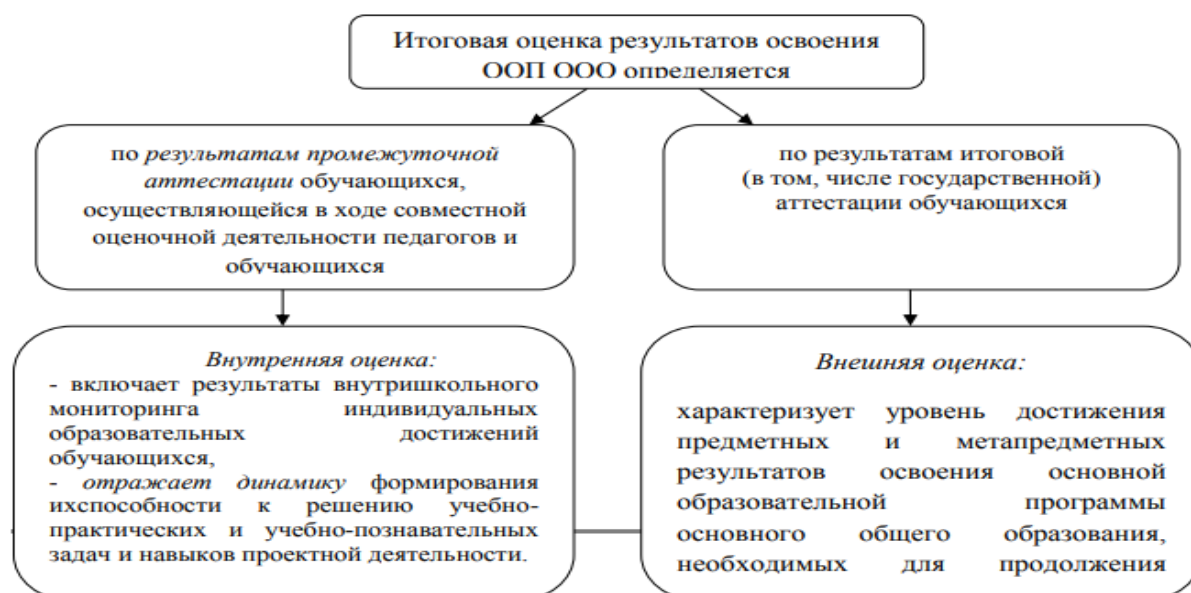 Итоговая оценка результатов освоения
ООП ООО определяется
по результатам промежуточной
аттестации обучающихся,
осуществляющейся в ходе совместной
оценочной деятельности педагогов и
обучающихся
по результатам итоговой
(в том, числе государственной)
аттестации обучающихся
Внутренняя оценка:
- включает результаты внутришкольного
мониторинга индивидуальных
образовательных достижений
обучающихся,
- отражает динамику формирования
ихспособности к решению учебно-
практических и учебно-познавательных
задач и навыков проектной деятельности.
Внешняя оценка:
характеризует уровень достижения
предметных и метапредметных
результатов освоения основной
образовательной программы
основного общего образования,
необходимых для продолжения